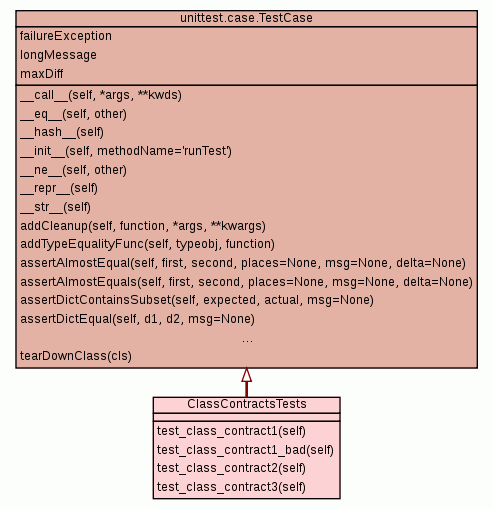 unittest.case.TestCase
failureException
longMessage
maxDiff
__call__(self, *args, **kwds)
__eq__(self, other)
__hash__(self)
__init__(self, methodName='runTest')
__ne__(self, other)
__repr__(self)
__str__(self)
addCleanup(self, function, *args, **kwargs)
addTypeEqualityFunc(self, typeobj, function)
assertAlmostEqual(self, first, second, places=None, msg=None, delta=None)
assertAlmostEquals(self, first, second, places=None, msg=None, delta=None)
assertDictContainsSubset(self, expected, actual, msg=None)
assertDictEqual(self, d1, d2, msg=None)
...
tearDownClass(cls)
ClassContractsTests
test_class_contract1(self)
test_class_contract1_bad(self)
test_class_contract2(self)
test_class_contract3(self)